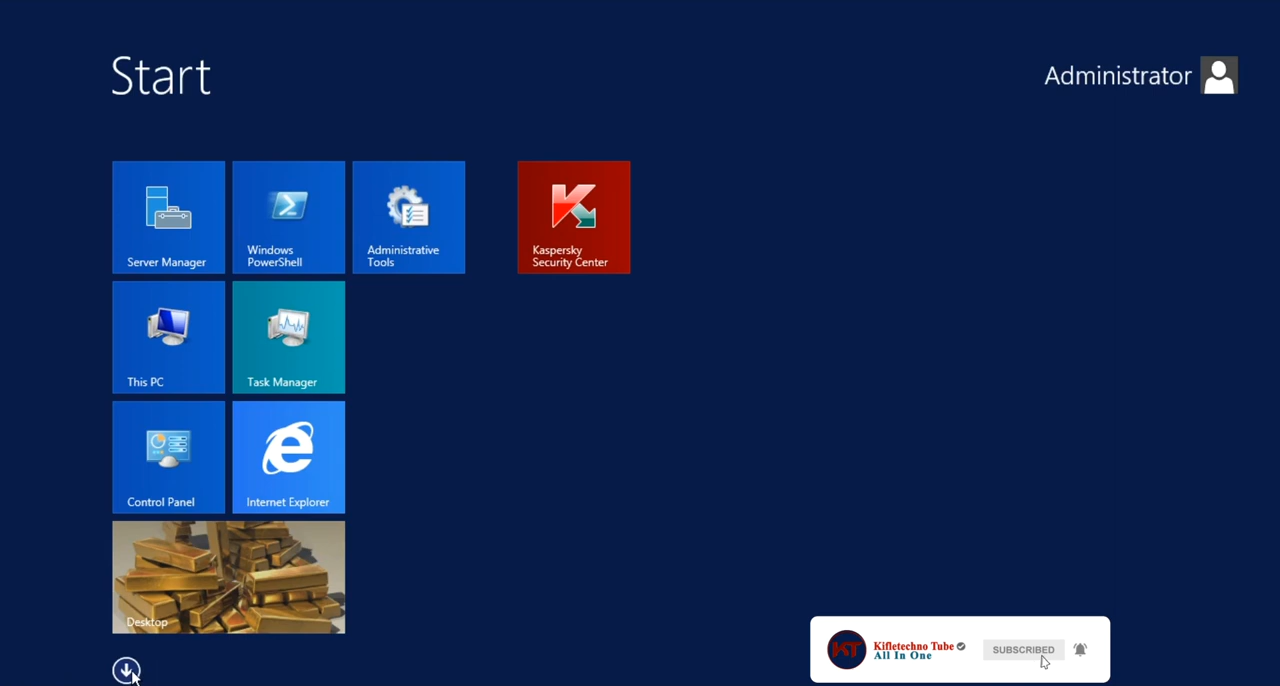 Start
Administrator
Server Manager
Windows
PowerShell
Administrative
Tools
Kaspersky
Security Center
This PC
Task Manager
Control Panel
Internet Explorer
Desktop
KT
Kifletechno Tube
All In One
SUBSCRIBED